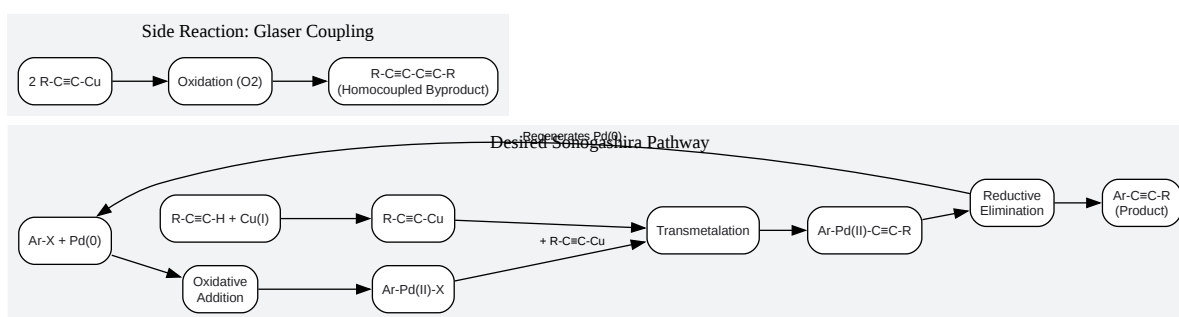 Side Reaction: Glaser Coupling
2 R-C≡C-Cu
Oxidation (O2)
R-C≡C-C≡C-R
(Homocoupled Byproduct)
Regenerates Pd(0)
Desired Sonogashira Pathway
Ar-X + Pd(0)
R-C≡C-H + Cu(I)
R-C≡C-Cu
Oxidative
Addition
Ar-Pd(II)-X
+ R-C≡C-Cu
Transmetalation
Ar-Pd(II)-C≡C-R
Reductive
Elimination
Ar-C≡C-R
(Product)